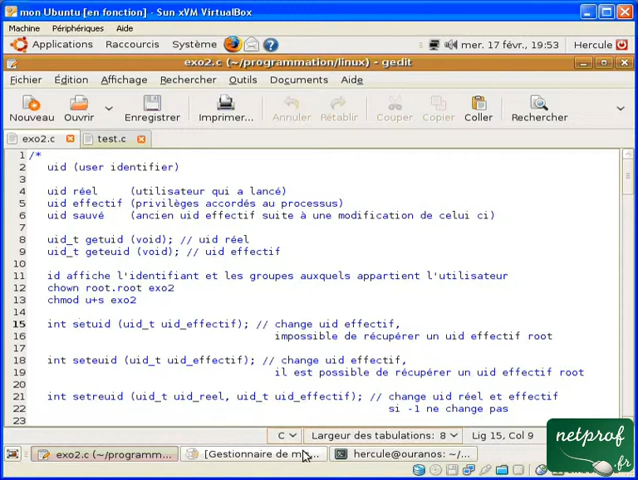 mon Ubuntu [en fonction] - Sun xVM VirtualBox
Machine Périphériques Aide
Applications Raccourcis Système mer. 17 févr., 19:53 Hercule
exo2.c (~/programmation/linux) - gedit
Fichier Édition Affichage Rechercher Outils Documents Aide
Nouveau Ouvrir Enregistrer Imprimer... Annuler Rétablir Couper Copier Coller Rechercher
exo2.c test.c
1 /*
2 uid (user identifier)
3
4 uid réel (utilisateur qui a lancé)
5 uid effectif (privilèges accordés au processus)
6 uid sauvé (ancien uid effectif suite à une modification de celui ci)
7
8 uid_t getuid (void); // uid réel
9 uid_t geteuid (void); // uid effectif
10
11 id affiche l'identifiant et les groupes auxquels appartient l'utilisateur
12 chown root.root exo2
13 chmod u+s exo2
14
15 int setuid (uid_t uid_effectif); // change uid effectif,
16 impossible de récupérer un uid effectif root
17
18 int seteuid (uid_t uid_effectif); // change uid effectif,
19 il est possible de récupérer un uid effectif root
20
21 int setreuid (uid_t uid_reel, uid_t uid_effectif); // change uid réel et effectif
22 si -1 ne change pas
23
C Largeur des tabulations: 8 Lig 15, Col 9
exo2.c (~/programm... [Gestionnaire de m... hercule@ouranos: ~/...
netprof
.fr